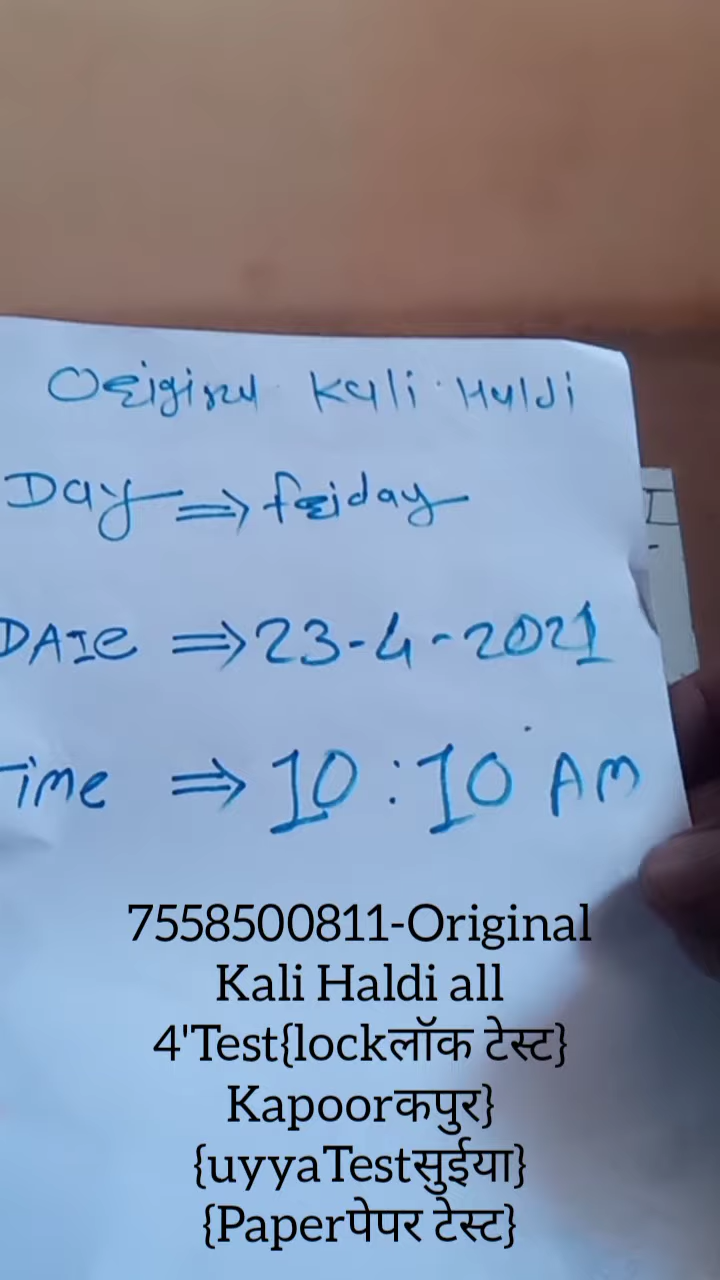 Original Kali Haldi
Day ⇒ friday
DATe ⇒ 23-4-2021
Time ⇒ 10:10 AM
7558500811-Original
Kali Haldi all
4'Test{lockलॉक टेस्ट}
Kapoorकपुर}
{uyyaTestसुईया}
{Paperपेपर टेस्ट}